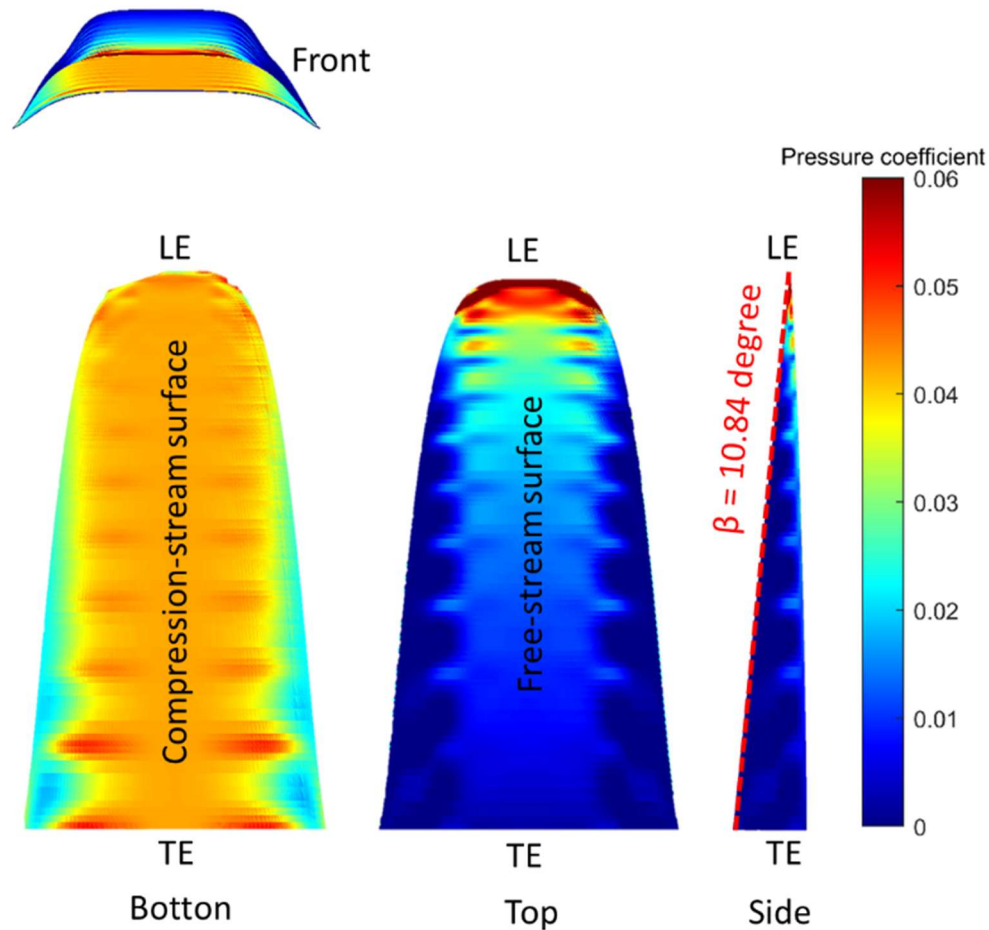 Front
Pressure coefficient
0.06
0.05
0.04
0.03
0.02
0.01
0
LE
LE
LE
Compression-stream surface
Free-stream surface
β = 10.84 degree
TE
TE
TE
Botton
Top
Side